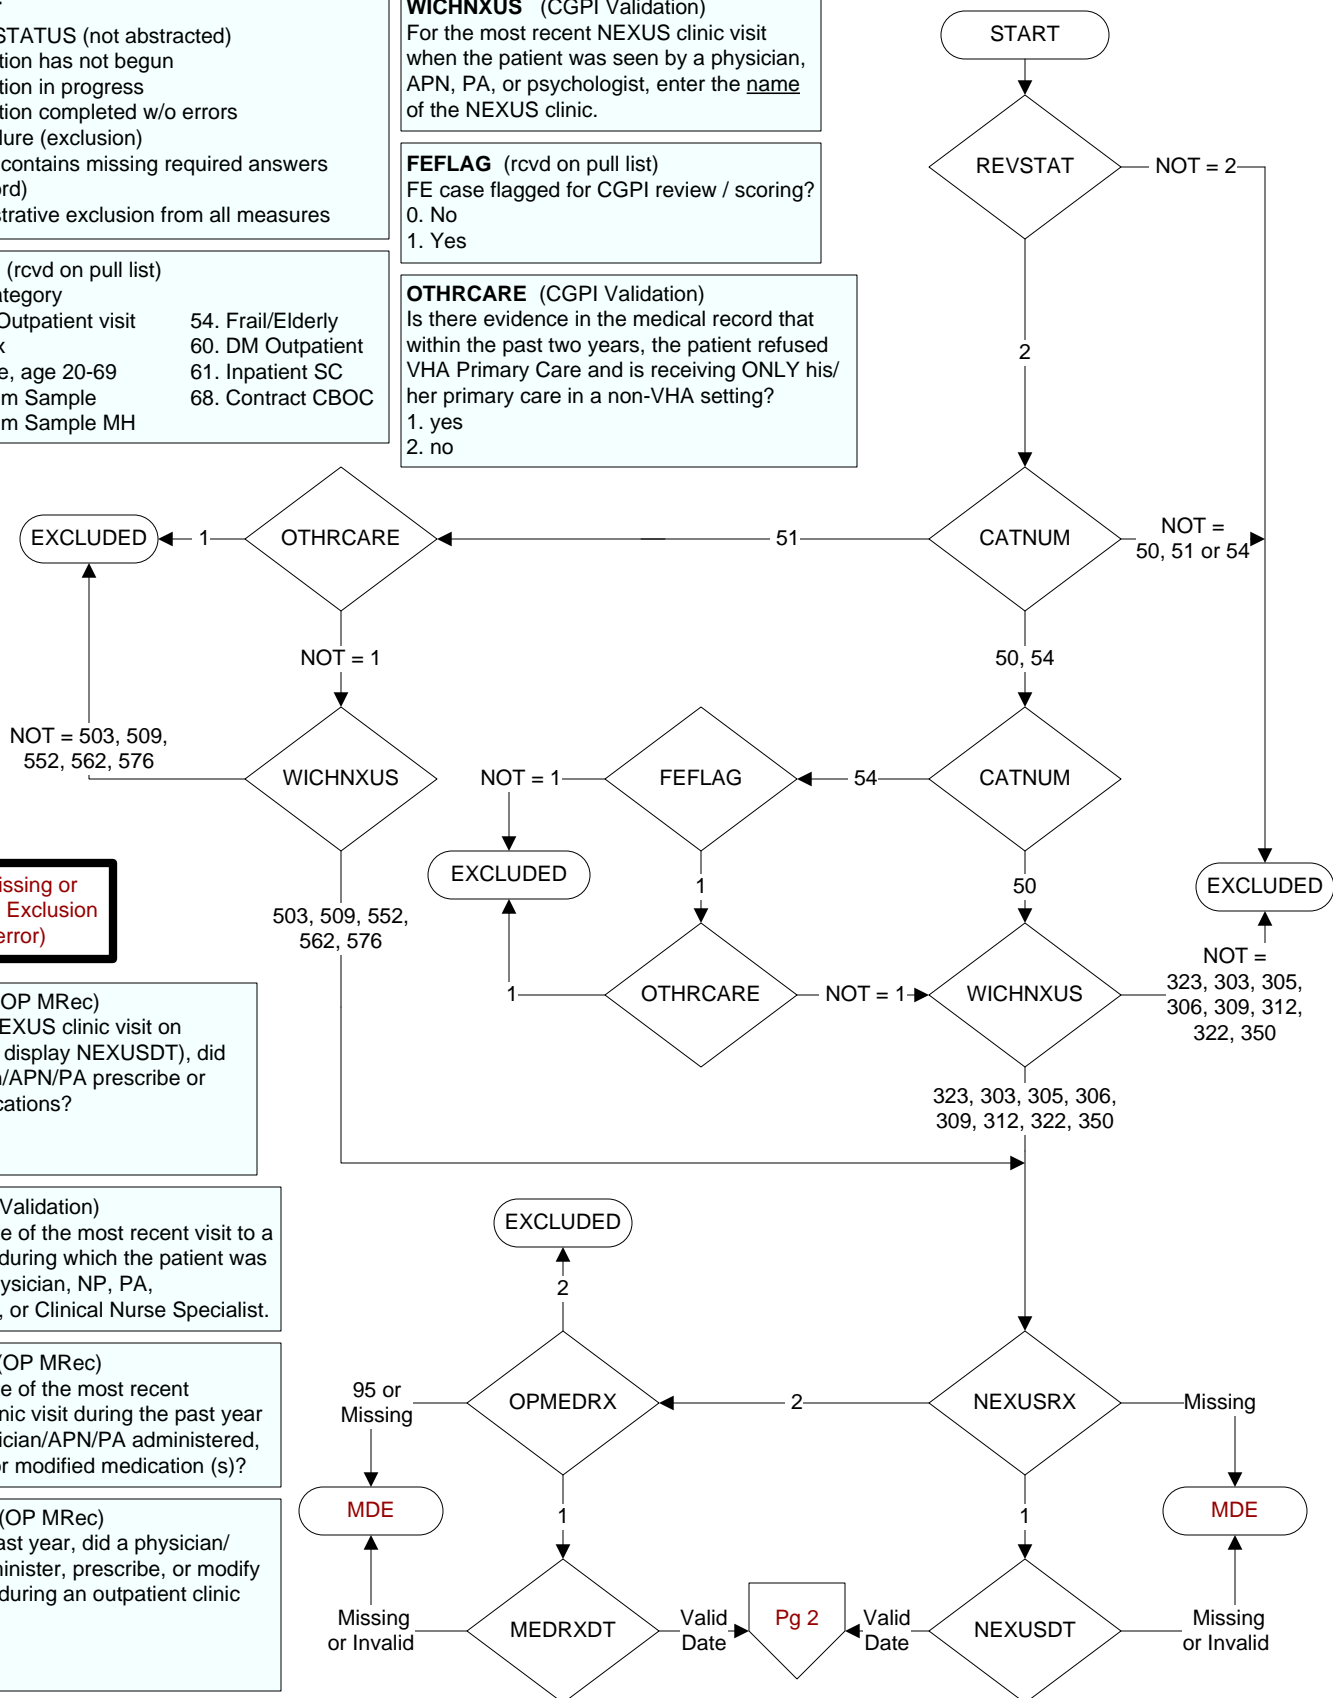 STATUS (not abstracted)
tion has not begun
tion in progress
tion completed w/o errors
lure (exclusion)
contains missing required answers
ord)
strative exclusion from all measures
(rcvd on pull list)
ategory
Outpatient visit 54. Frail/Elderly
x 60. DM Outpatient
e, age 20-69 61. Inpatient SC
m Sample 68. Contract CBOC
m Sample MH
WICHNXUS (CGPI Validation)
For the most recent NEXUS clinic visit
when the patient was seen by a physician,
APN, PA, or psychologist, enter the name
of the NEXUS clinic.
FEFLAG (rcvd on pull list)
FE case flagged for CGPI review / scoring?
0. No
1. Yes
OTHRCARE (CGPI Validation)
Is there evidence in the medical record that
within the past two years, the patient refused
VHA Primary Care and is receiving ONLY his/
her primary care in a non-VHA setting?
1. yes
2. no
START
REVSTAT
NOT = 2
2
EXCLUDED
1
OTHRCARE
51
CATNUM
NOT =
50, 51 or 54
NOT = 1
50, 54
NOT = 503, 509,
552, 562, 576
WICHNXUS
NOT = 1
FEFLAG
54
CATNUM
EXCLUDED
1
50
EXCLUDED
issing or
Exclusion
error)
503, 509, 552,
562, 576
1
OTHRCARE
NOT = 1
WICHNXUS
NOT =
323, 303, 305,
306, 309, 312,
322, 350
OP MRec)
EXUS clinic visit on
display NEXUSDT), did
n/APN/PA prescribe or
cations?
323, 303, 305, 306,
309, 312, 322, 350
Validation)
e of the most recent visit to a
during which the patient was
ysician, NP, PA,
, or Clinical Nurse Specialist.
EXCLUDED
2
(OP MRec)
e of the most recent
nic visit during the past year
ician/APN/PA administered,
or modified medication (s)?
95 or
Missing
OPMEDRX
2
NEXUSRX
Missing
MDE
1
1
MDE
(OP MRec)
ast year, did a physician/
minister, prescribe, or modify
during an outpatient clinic
Missing
or Invalid
MEDRXDT
Valid
Date
Pg 2
Valid
Date
NEXUSDT
Missing
or Invalid